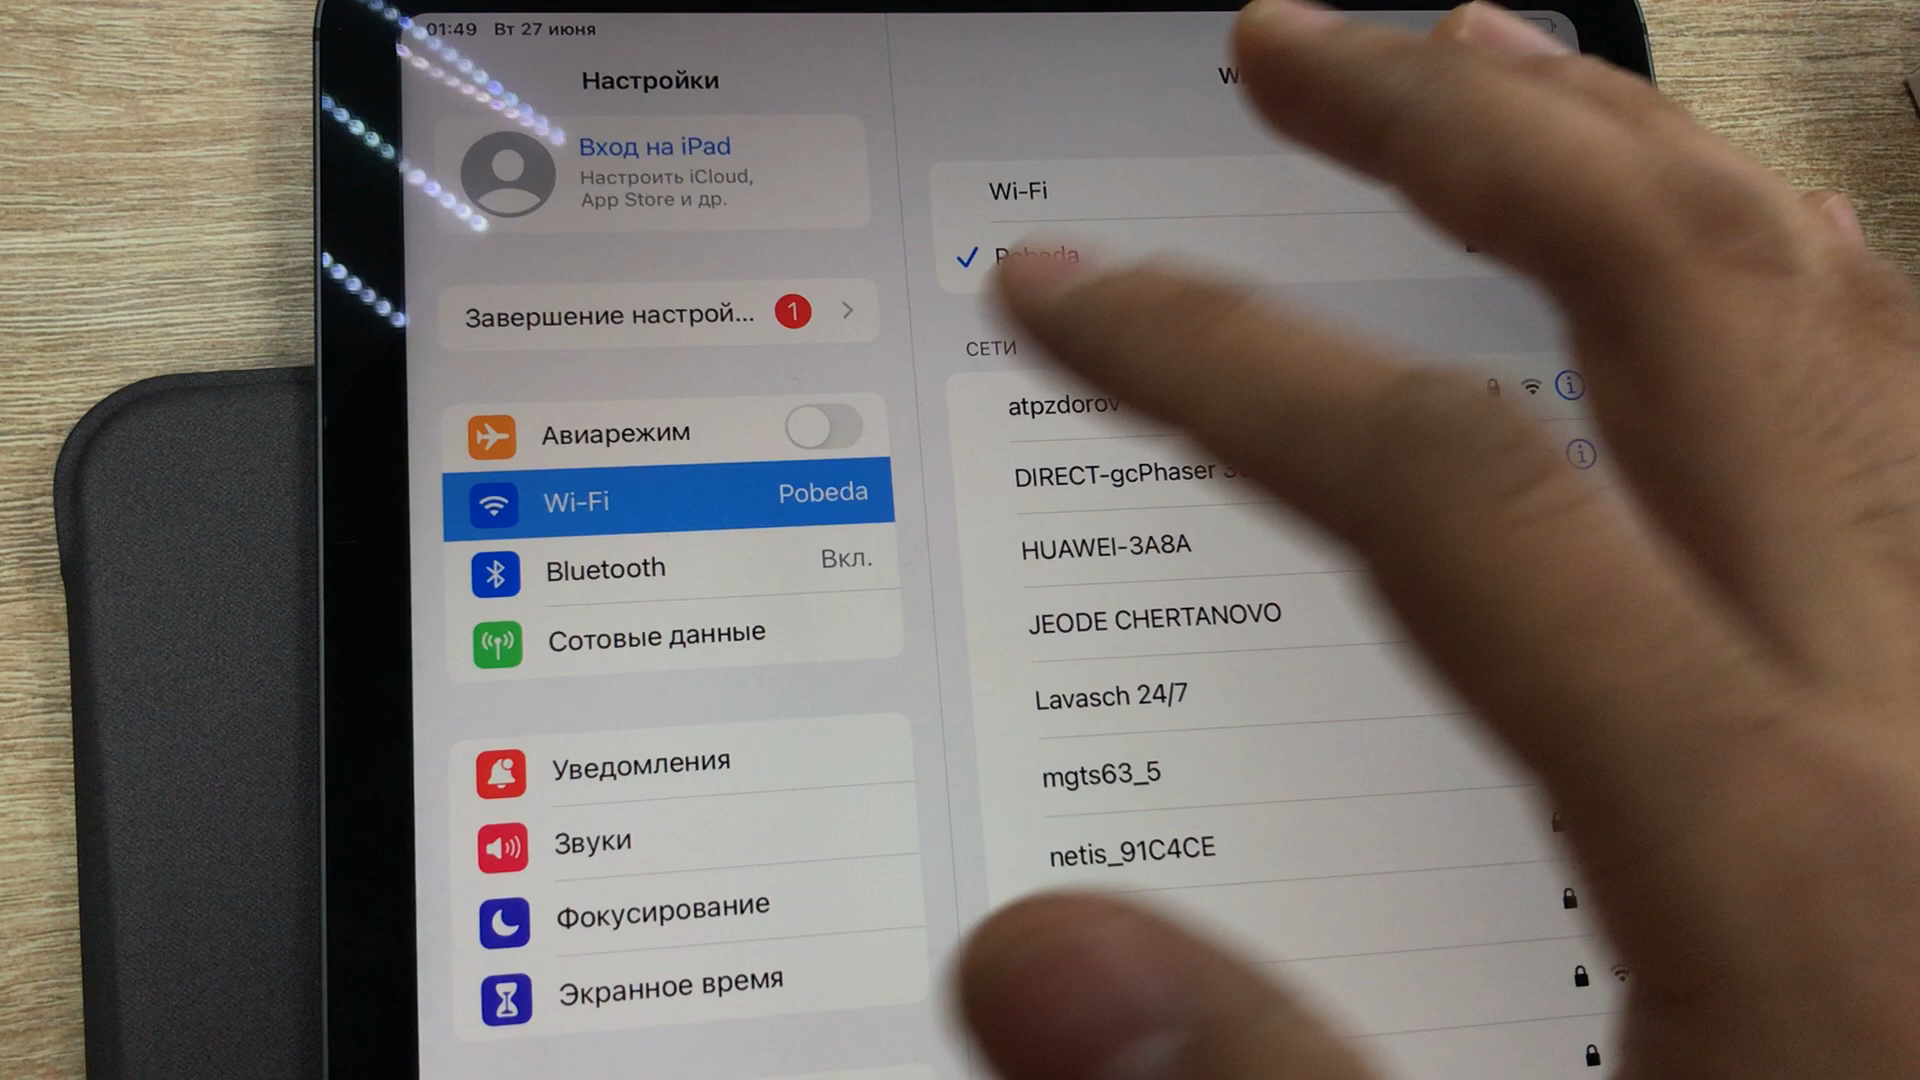 01:49 Вт 27 июня
Настройки
Вход на iPad
Настроить iCloud,
App Store и др.
Завершение настрой...
1
Авиарежим
Wi-Fi
Pobeda
Bluetooth
Вкл.
Сотовые данные
Уведомления
Звуки
Фокусирование
Экранное время
Wi-Fi
Pobeda
СЕТИ
atpzdorov
DIRECT-gcPhaser
HUAWEI-3A8A
JEODE CHERTANOVO
Lavasch 24/7
mgts63_5
netis_91C4CE